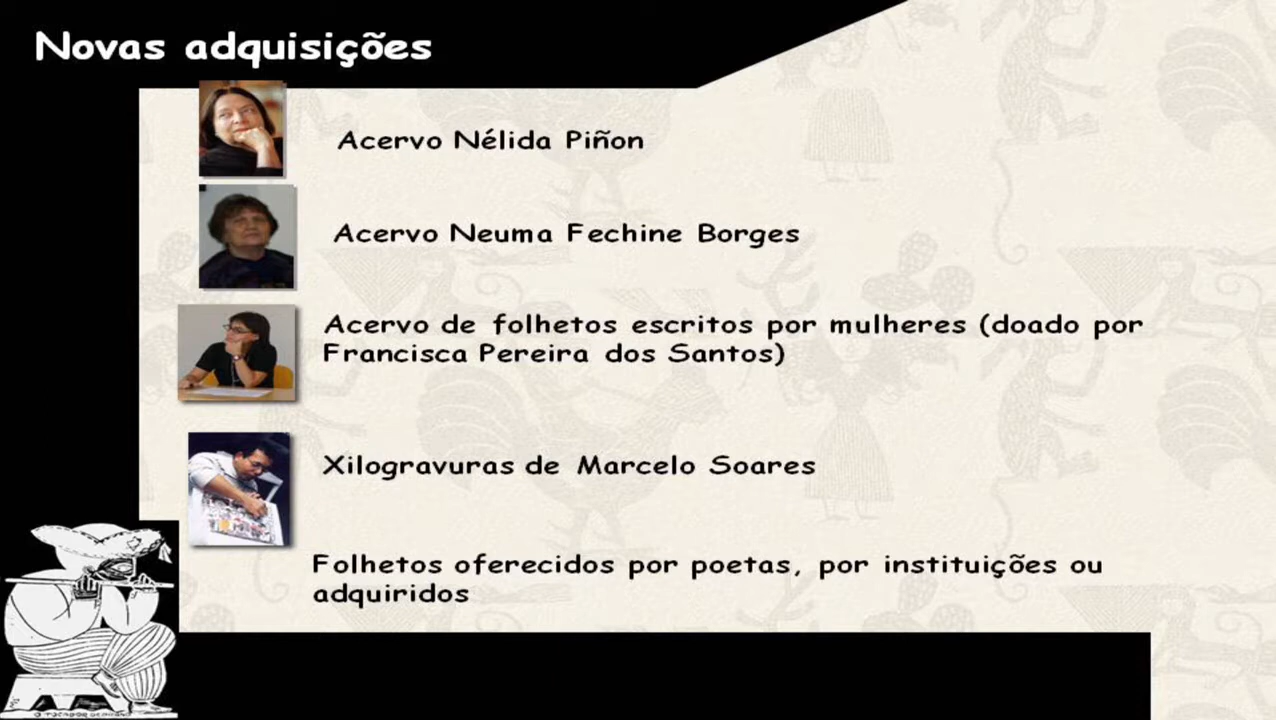 Novas adquisições
Acervo Nélida Piñon
Acervo Neuma Fechine Borges
Acervo de folhetos escritos por mulheres (doado por
Francisca Pereira dos Santos)
Xilogravuras de Marcelo Soares
Folhetos oferecidos por poetas, por instituições ou
adquiridos